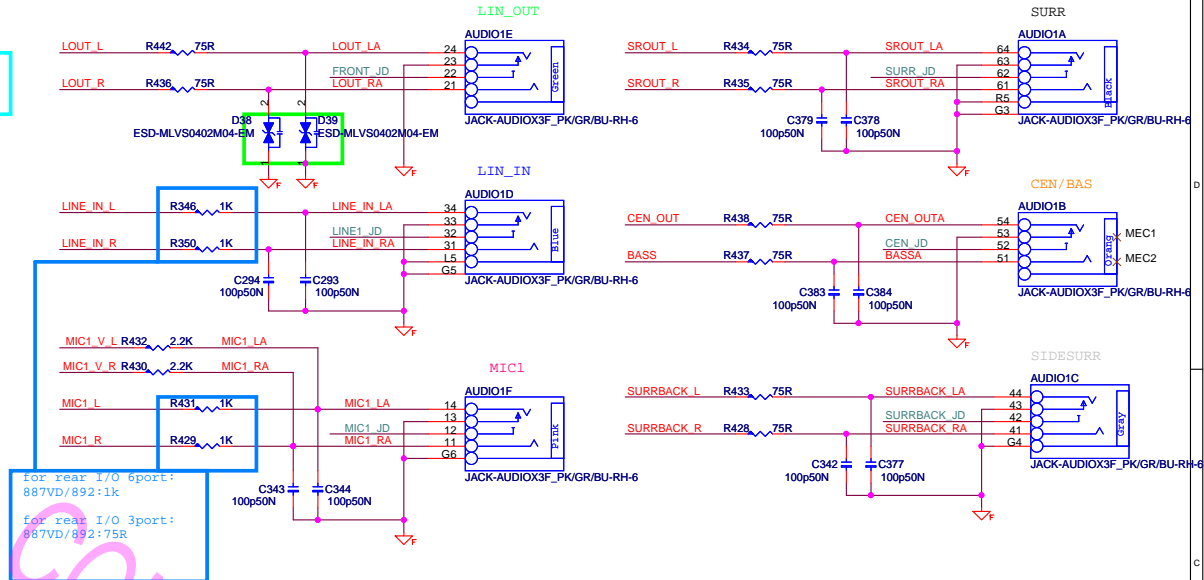 LIN_OUT
AUDIO1E
LOUT_L R442 75R LOUT_LA 24
23
FRONT_JD 22
LOUT_R R436 75R LOUT_RA 21
Green
JACK-AUDIOX3F_PK/GR/BU-RH-6
2 2
D38 D39
ESD-MLVS0402M04-EM ESD-MLVS0402M04-EM
1 1
F F F
LIN_IN
AUDIO1D
LINE_IN_L R346 1K LINE_IN_LA 34
33
LINE1_JD 32
LINE_IN_R R350 1K LINE_IN_RA 31
L5
G5
Blue
JACK-AUDIOX3F_PK/GR/BU-RH-6
C294 C293
100p50N 100p50N
F
MIC1_V_L R432 2.2K MIC1_LA
MIC1_V_R R430 2.2K MIC1_RA
MIC1
AUDIO1F
MIC1_L R431 1K MIC1_LA 14
13
MIC1_JD 12
MIC1_R R429 1K MIC1_RA 11
G6
Pink
JACK-AUDIOX3F_PK/GR/BU-RH-6
C343 C344
100p50N 100p50N
F
for rear I/O 6port:
887VD/892:1k
for rear I/O 3port:
887VD/892:75R
SURR
AUDIO1A
SROUT_L R434 75R SROUT_LA 64
63
SURR_JD 62
SROUT_R R435 75R SROUT_RA 61
R5
G3
Black
JACK-AUDIOX3F_PK/GR/BU-RH-6
C379 C378
100p50N 100p50N
F
CEN/BAS
AUDIO1B
CEN_OUT R438 75R CEN_OUTA 54
53
CEN_JD 52
BASS R437 75R BASSA 51
Orang
MEC1
MEC2
JACK-AUDIOX3F_PK/GR/BU-RH-6
C383 C384
100p50N 100p50N
F
SIDESURR
AUDIO1C
SURRBACK_L R433 75R SURRBACK_LA 44
43
SURRBACK_JD 42
SURRBACK_R R428 75R SURRBACK_RA 41
G4
Gray
JACK-AUDIOX3F_PK/GR/BU-RH-6
C342 C377
100p50N 100p50N
F
D
C